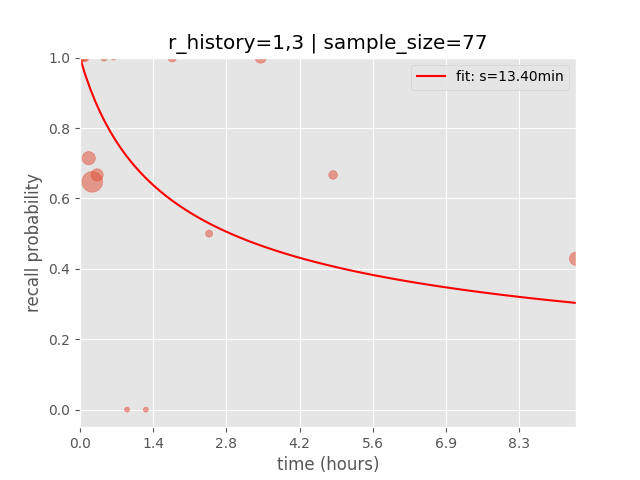 r_history=1,3 | sample_size=77
fit: s=13.40min
recall probability
1.0
0.8
0.6
0.4
0.2
0.0
0.0 1.4 2.8 4.2 5.6 6.9 8.3
time (hours)